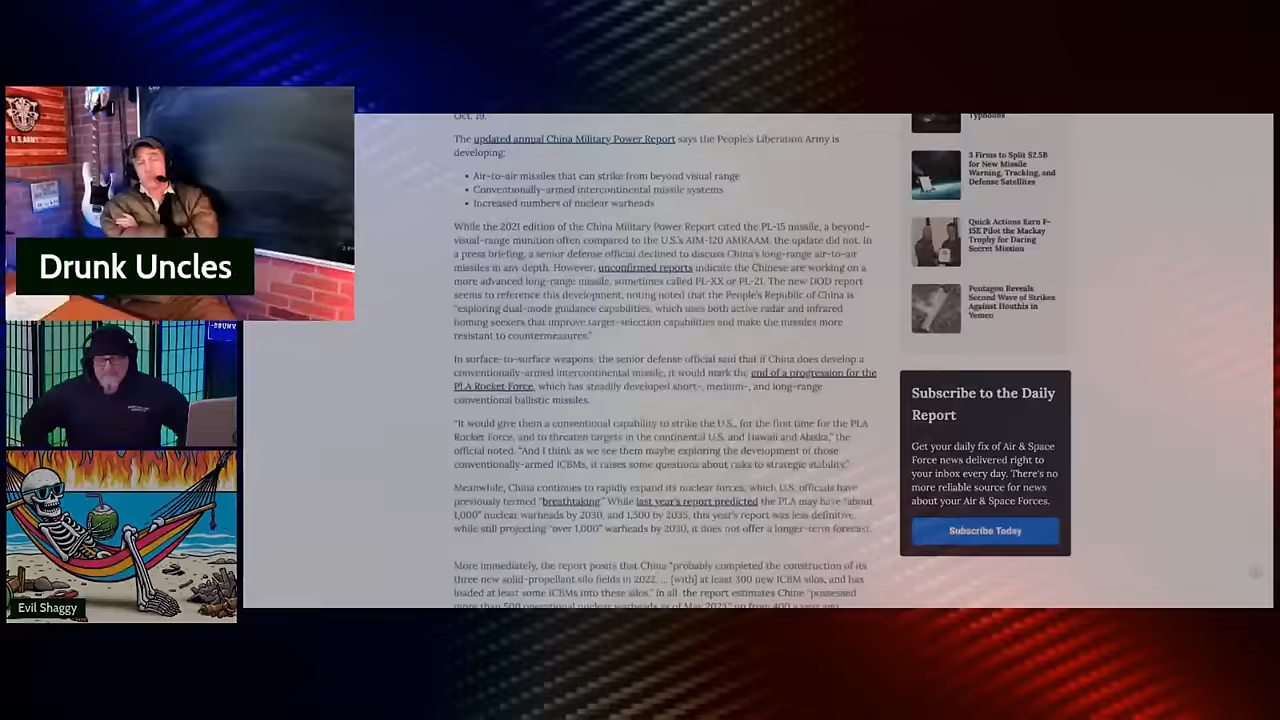 U.S. ARMY
Drunk Uncles
Evil Shaggy
Oct. 19.
The updated annual China Military Power Report says the People's Liberation Army is
developing:
• Air-to-air missiles that can strike from beyond visual range
• Conventionally-armed intercontinental missile systems
• Increased numbers of nuclear warheads
While the 2021 edition of the China Military Power Report cited the PL-15 missile, a beyond-
visual-range munition often compared to the U.S.'s AIM-120 AMRAAM, the update did not. In
a press briefing, a senior defense official declined to discuss China's long-range air-to-air
missiles in any depth. However, unconfirmed reports indicate the Chinese are working on a
more advanced long-range missile, sometimes called PL-XX or PL-21. The new DOD report
seems to reference this development, noting noted that the People's Republic of China is
"exploring dual-mode guidance capabilities, which uses both active radar and infrared
homing seekers that improve target-selection capabilities and make the missiles more
resistant to countermeasures."
In surface-to-surface weapons, the senior defense official said that if China does develop a
conventionally-armed intercontinental missile, it would mark the end of a progression for the
PLA Rocket Force, which has steadily developed short-, medium-, and long-range
conventional ballistic missiles.
"It would give them a conventional capability to strike the U.S., for the first time for the PLA
Rocket Force, and to threaten targets in the continental U.S. and Hawaii and Alaska," the
official noted. "And I think as we see them maybe exploring the development of those
conventionally-armed ICBMs, it raises some questions about risks to strategic stability."
Meanwhile, China continues to rapidly expand its nuclear forces, which U.S. officials have
previously termed "breathtaking" While last year's report predicted the PLA may have "about
1,000" nuclear warheads by 2030, and 1,500 by 2035, this year's report was less definitive,
while still projecting "over 1,000" warheads by 2030, it does not offer a longer-term forecast.
More immediately, the report posits that China "probably completed the construction of its
three new solid-propellant silo fields in 2022, ... [with] at least 300 new ICBM silos, and has
loaded at least some ICBMs into these silos." In all, the report estimates Chine "possessed
more than 500 operational nuclear warheads as of May 2023," up from 400 a year ago
Typhoons
3 Firms to Split $2.5B
for New Missile
Warning, Tracking, and
Defense Satellites
Quick Actions Earn F-
15E Pilot the Mackay
Trophy for Daring
Secret Mission
Pentagon Reveals
Second Wave of Strikes
Against Houthis in
Yemen
Subscribe to the Daily
Report
Get your daily fix of Air & Space
Force news delivered right to
your inbox every day. There's no
more reliable source for news
about your Air & Space Forces.
Subscribe Today